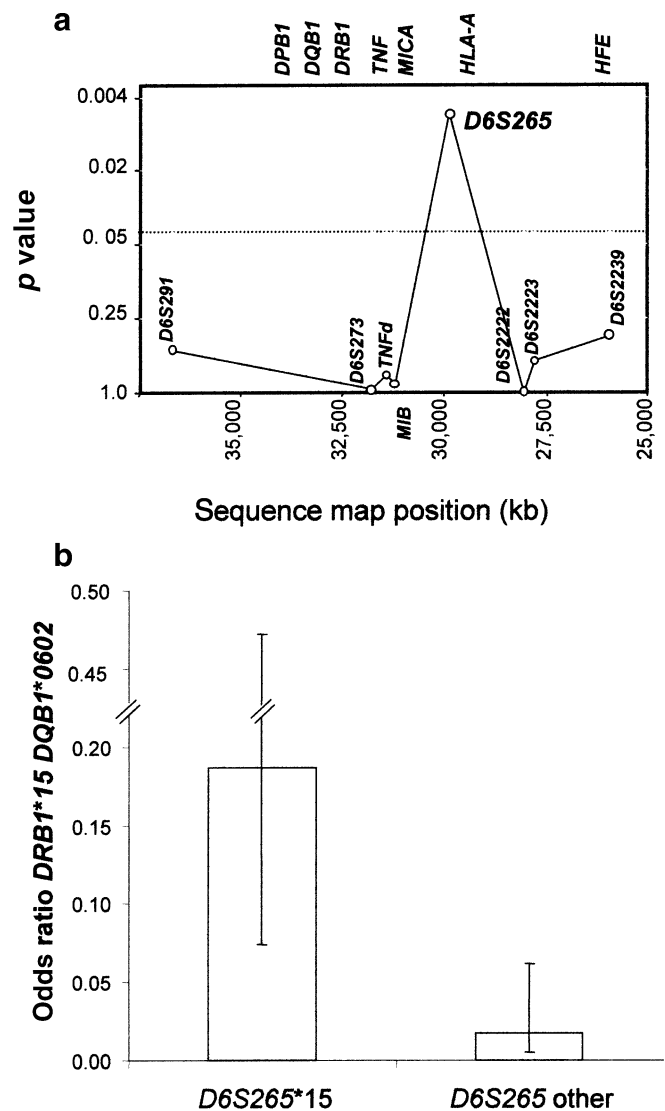 a
DPB1
DQB1
DRB1
TNF
MICA
HLA-A
HFE
0.004
0.02
0. 05
0.25
1.0
p value
D6S291
D6S273
TNFd
MIB
D6S265
D6S2222
D6S2223
D6S2239
35,000
32,500
30,000
27,500
25,000
Sequence map position (kb)
b
Odds ratio DRB1*15 DQB1*0602
0.50
0.45
0.20
0.15
0.10
0.05
0.00
D6S265*15
D6S265 other